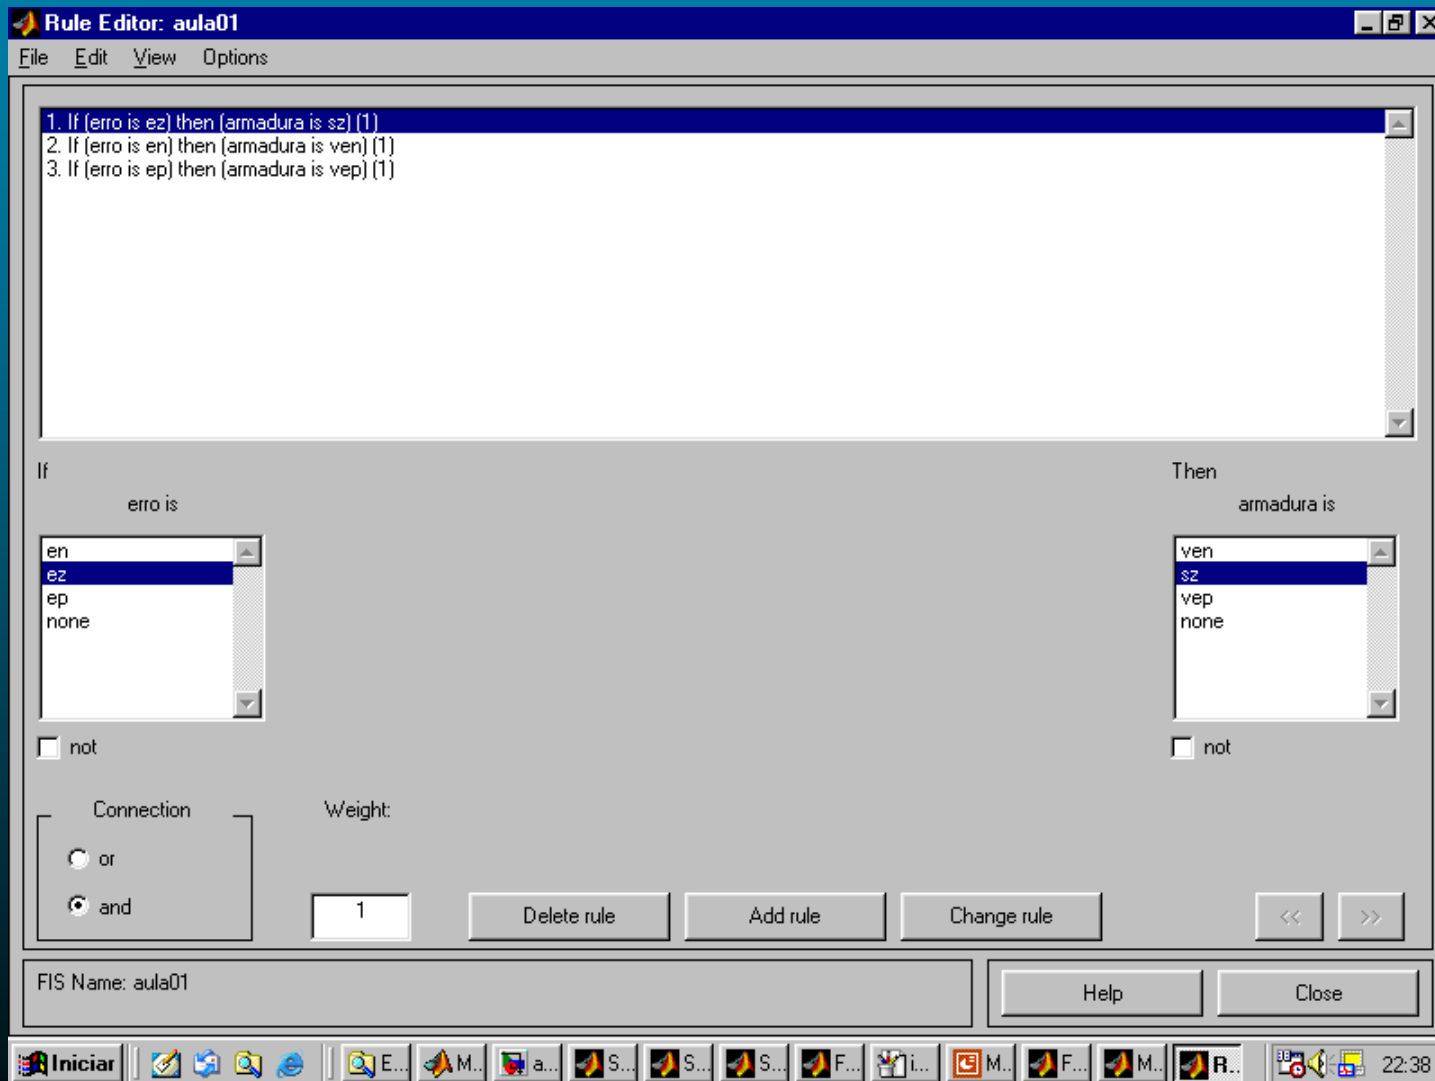 Rule Editor: aula01
File Edit View Options
1. If (erro is ez) then (armadura is sz) (1)
2. If (erro is en) then (armadura is ven) (1)
3. If (erro is ep) then (armadura is vep) (1)
If
Then
erro is
armadura is
en
ez
ep
none
ven
sz
vep
none
not
not
Connection
or
and
Weight:
1
Delete rule
Add rule
Change rule
<<
>>
FIS Name: aula01
Help
Close
Iniciar E... M.. a... S... S... S... F... i... M.. F... M.. R.. 22:38